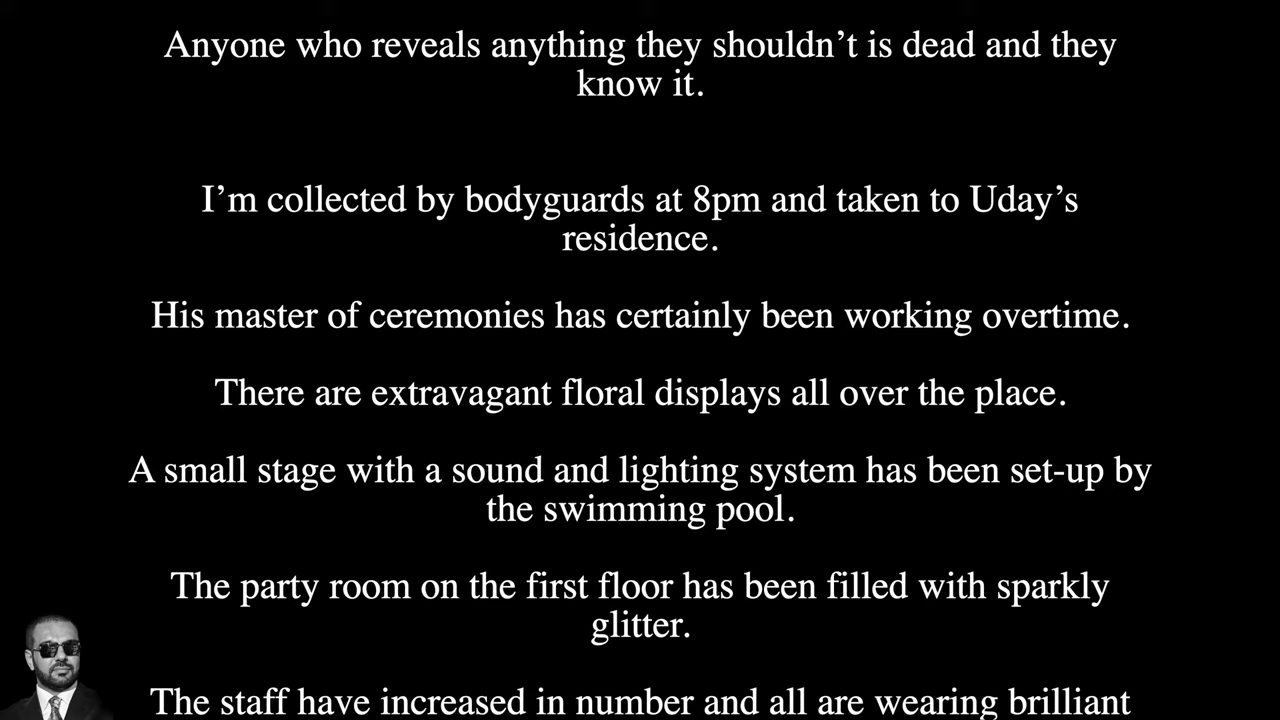 Anyone who reveals anything they shouldn’t is dead and they
know it.
I’m collected by bodyguards at 8pm and taken to Uday’s
residence.
His master of ceremonies has certainly been working overtime.
There are extravagant floral displays all over the place.
A small stage with a sound and lighting system has been set-up by
the swimming pool.
The party room on the first floor has been filled with sparkly
glitter.
The staff have increased in number and all are wearing brilliant